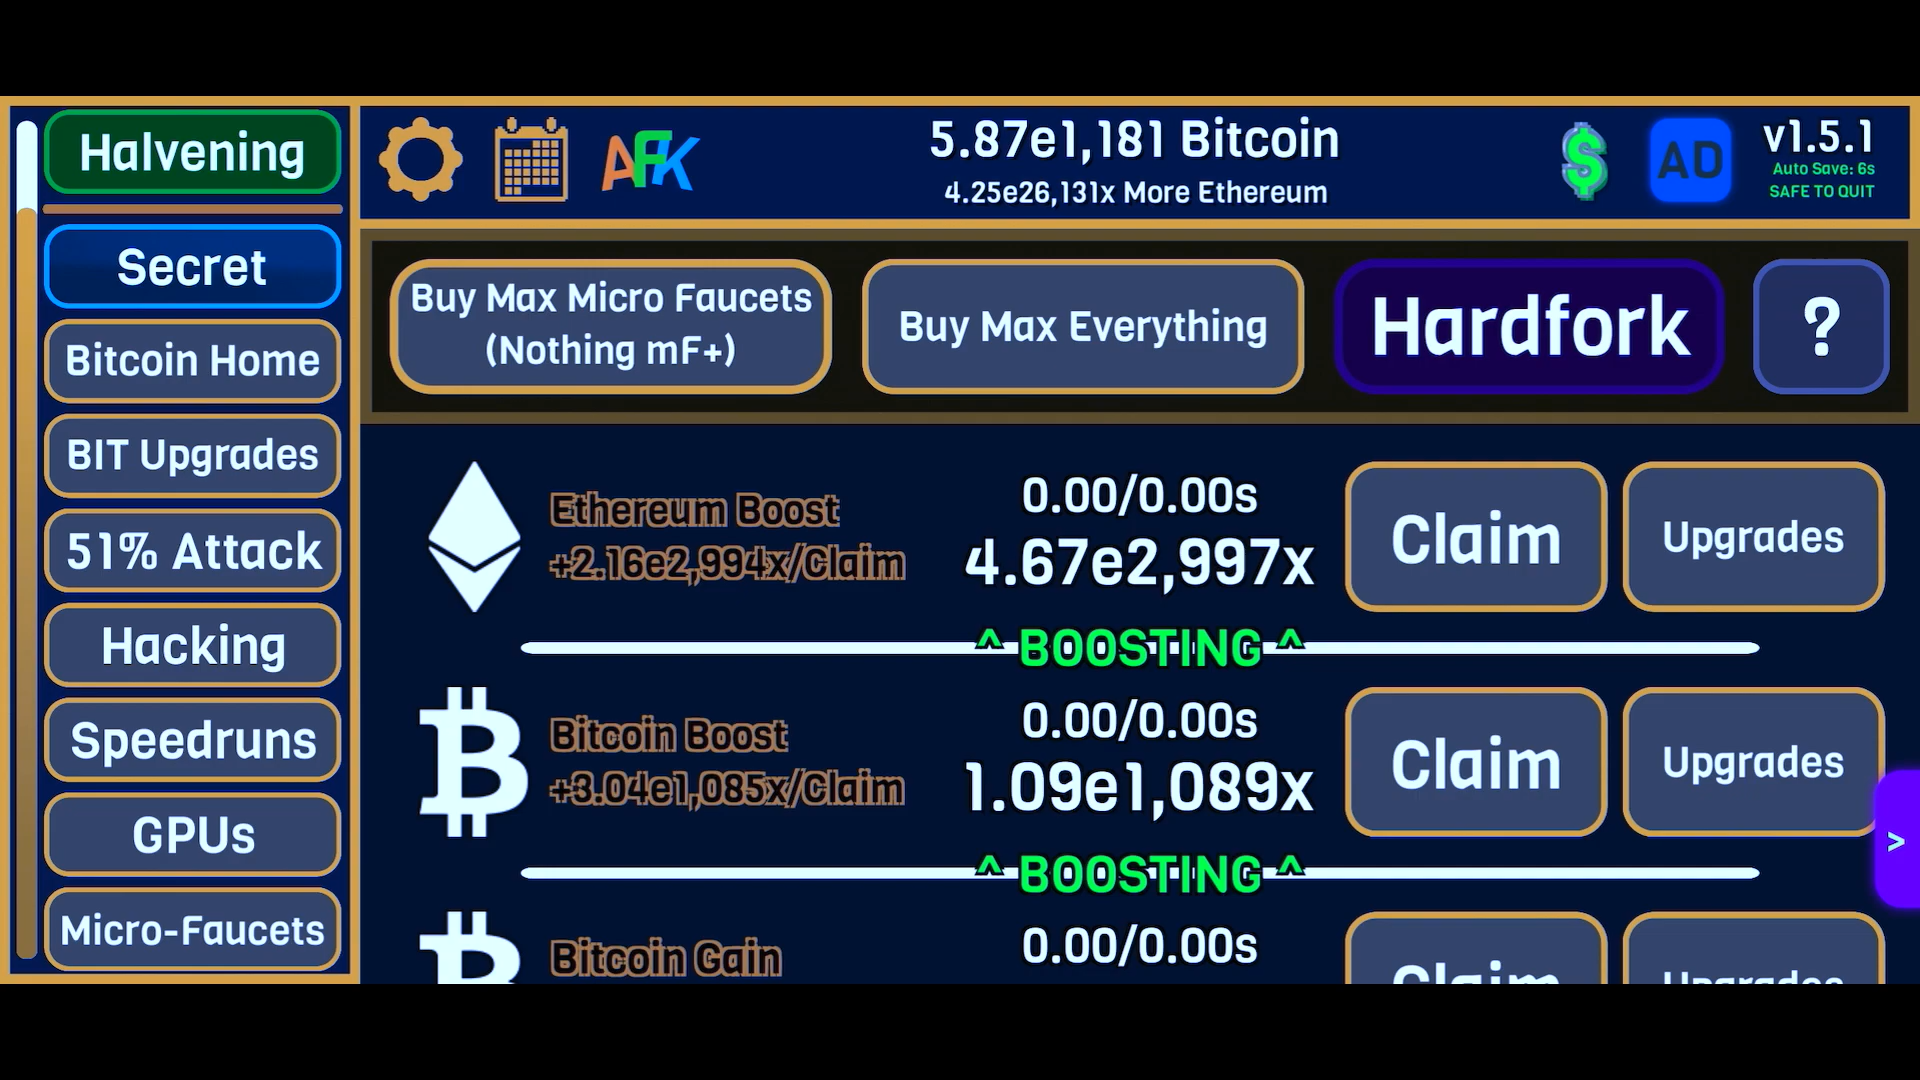 Halvening
Secret
Bitcoin Home
BIT Upgrades
51% Attack
Hacking
Speedruns
GPUs
Micro-Faucets
AFK
5.87e1,181 Bitcoin
4.25e26,131x More Ethereum
$
AD
v1.5.1
Auto Save: 6s
SAFE TO QUIT
Buy Max Micro Faucets
(Nothing mF+)
Buy Max Everything
Hardfork
?
Ethereum Boost
+2.16e2,994x/Claim
0.00/0.00s
4.67e2,997x
Claim
Upgrades
^ BOOSTING ^
Bitcoin Boost
+3.04e1,085x/Claim
0.00/0.00s
1.09e1,089x
Claim
Upgrades
>
^ BOOSTING ^
Bitcoin Gain
0.00/0.00s
Claim
Upgrades